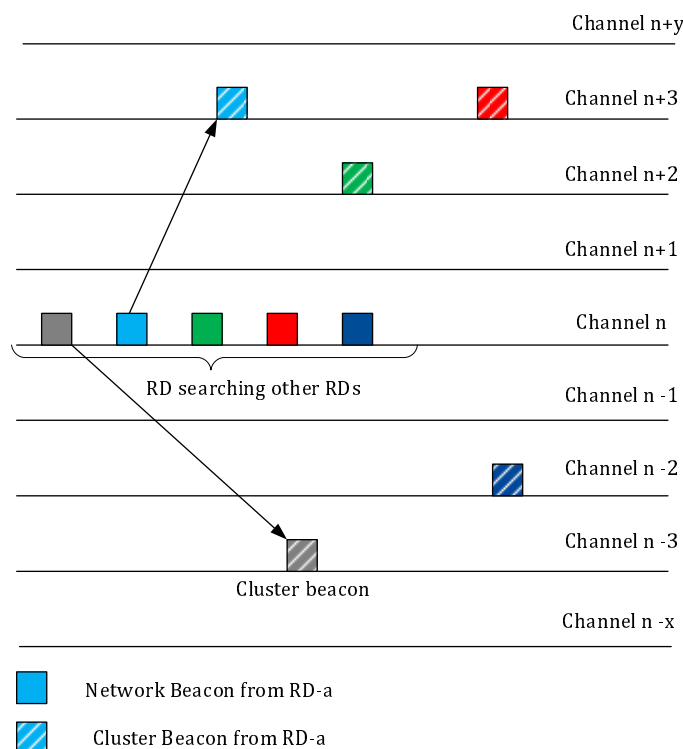 Channel n+y
Channel n+3
Channel n+2
Channel n+1
Channel n
RD searching other RDs
Channel n -1
Channel n -2
Channel n -3
Cluster beacon
Channel n -x
Network Beacon from RD-a
Cluster Beacon from RD-a